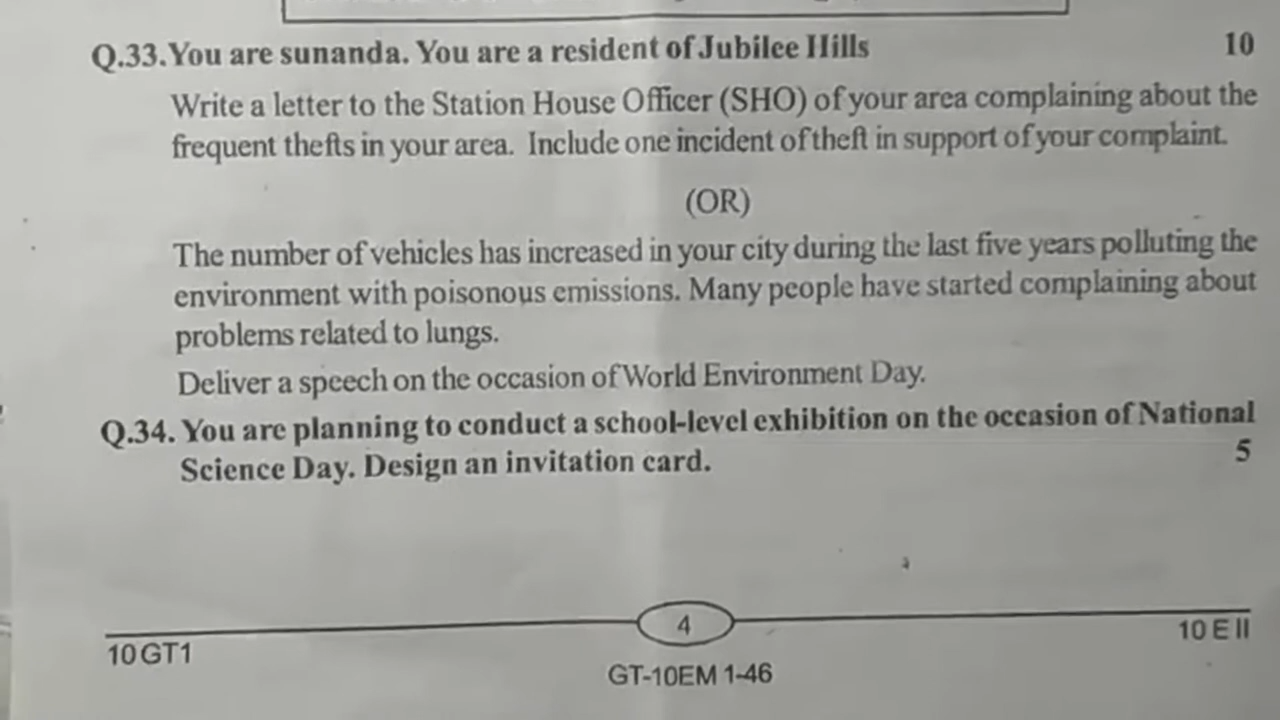 Q.33. You are sunanda. You are a resident of Jubilee Hills 10
Write a letter to the Station House Officer (SHO) of your area complaining about the
frequent thefts in your area. Include one incident of theft in support of your complaint.
(OR)
The number of vehicles has increased in your city during the last five years polluting the
environment with poisonous emissions. Many people have started complaining about
problems related to lungs.
Deliver a speech on the occasion of World Environment Day.
Q.34. You are planning to conduct a school-level exhibition on the occasion of National
Science Day. Design an invitation card. 5
10 GT1 4 10 E II
GT-10EM 1-46